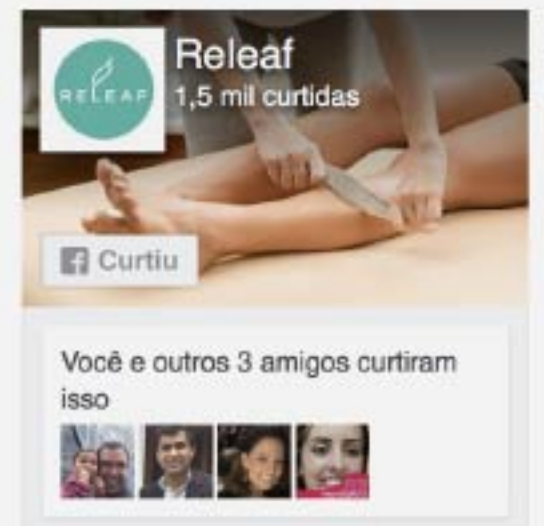 RELEAF
Releaf
1,5 mil curtidas
Curtiu
Você e outros 3 amigos curtiram
isso